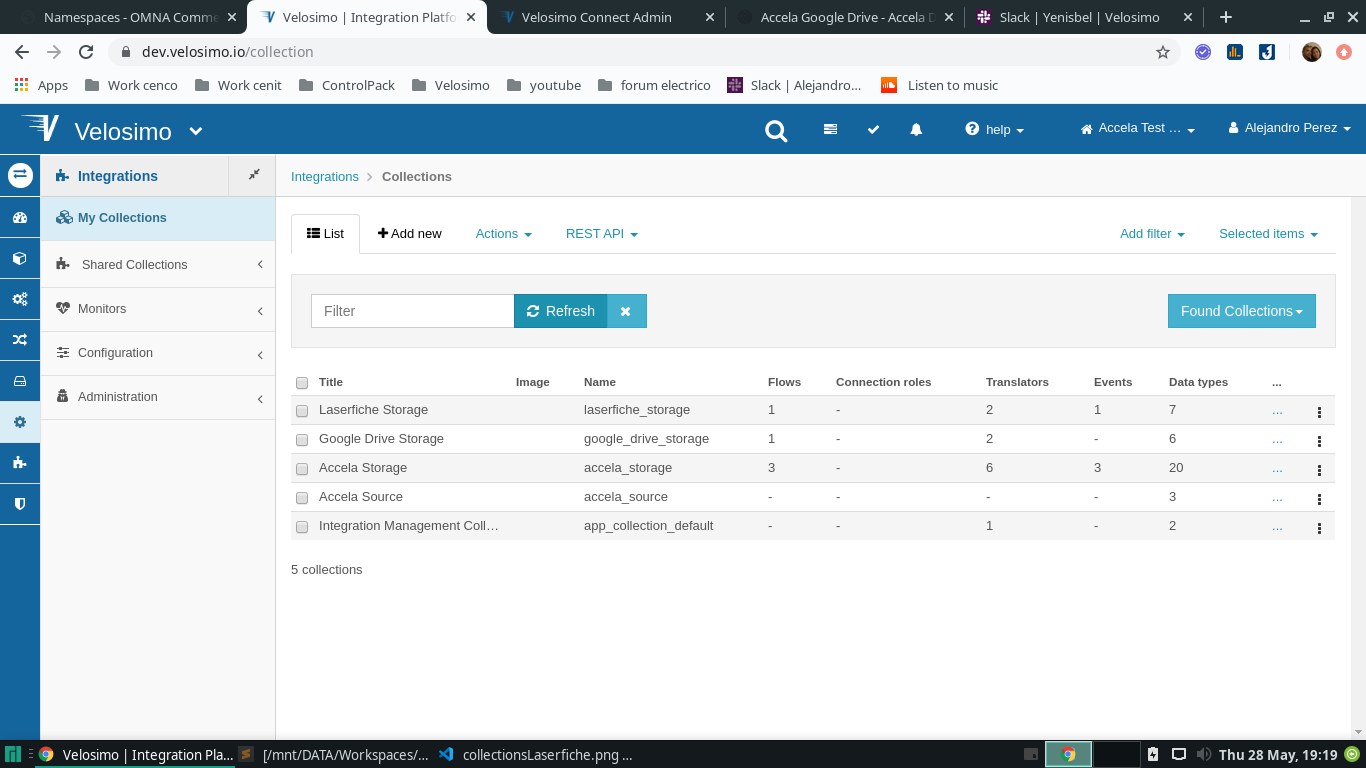 Namespaces - OMNA Comme
Velosimo | Integration Platfo
Velosimo Connect Admin
Accela Google Drive - Accela D
Slack | Yenisbel | Velosimo
dev.velosimo.io/collection
Apps
Work cenco
Work cenit
ControlPack
Velosimo
youtube
forum electrico
Slack | Alejandro...
Listen to music
Velosimo
help
Accela Test ...
Alejandro Perez
Integrations
Integrations
Collections
My Collections
Shared Collections
Monitors
Configuration
Administration
List
Add new
Actions
REST API
Add filter
Selected items
Filter
Refresh
Found Collections
Title Image Name Flows Connection roles Translators Events Data types ...
Laserfiche Storage laserfiche_storage 1 - 2 1 7 ...
Google Drive Storage google_drive_storage 1 - 2 - 6 ...
Accela Storage accela_storage 3 - 6 3 20 ...
Accela Source accela_source - - - - 3 ...
Integration Management Coll… app_collection_default - - 1 - 2 ...
5 collections
Velosimo | Integration Pla...
[/mnt/DATA/Workspaces/...
collectionsLaserfiche.png ...
Thu 28 May, 19:19